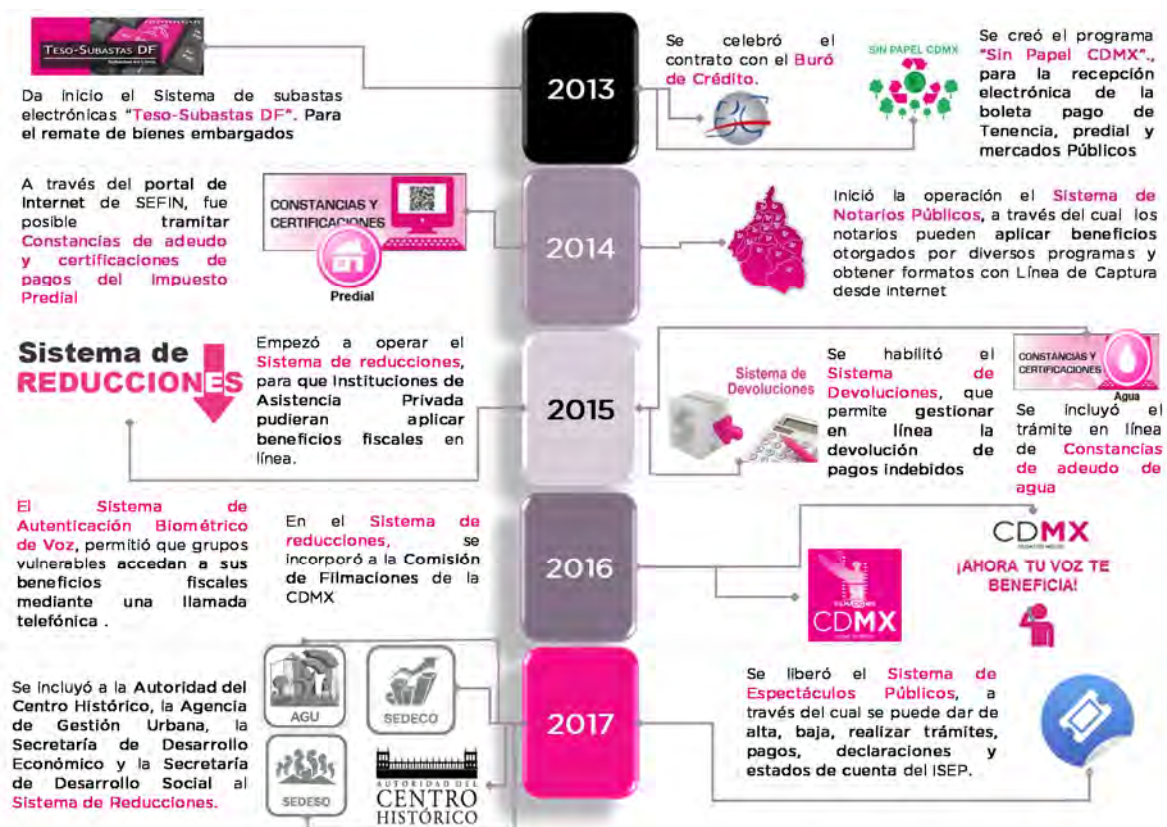 TESO-SUBASTAS DF
Da inicio el Sistema de subastas
electrónicas "Teso-Subastas DF". Para
el remate de bienes embargados
2013
Se celebró el
contrato con el Buró
de Crédito.
SIN PAPEL CDMX
Se creó el programa
"Sin Papel CDMX".,
para la recepción
electrónica de la
boleta pago de
Tenencia, predial y
mercados Públicos
A través del portal de
Internet de SEFIN, fue
posible tramitar
Constancias de adeudo
y certificaciones de
pagos del impuesto
Predial
CONSTANCIAS Y
CERTIFICACIONES
Predial
2014
Inició la operación el Sistema de
Notarios Públicos, a través del cual los
notarios pueden aplicar beneficios
otorgados por diversos programas y
obtener formatos con Línea de Captura
desde internet
Sistema de
REDUCCIONES
Empezó a operar el
Sistema de reducciones,
para que Instituciones de
Asistencia Privada
pudieran aplicar
beneficios fiscales en
línea.
2015
Sistema de
Devoluciones
Se habilitó el
Sistema de
Devoluciones, que
permite gestionar
en línea la
devolución de
pagos indebidos
CONSTANCIAS Y
CERTIFICACIONES
Agua
Se incluyó el
trámite en línea
de Constancias
de adeudo de
agua
El Sistema de
Autenticación Biométrico
de Voz, permitió que grupos
vulnerables accedan a sus
beneficios fiscales
mediante una llamada
telefónica .
En el Sistema de
reducciones, se
incorporó a la Comisión
de Filmaciones de la
CDMX
2016
CDMX
CDMX
¡AHORA TU VOZ TE
BENEFICIA!
Se incluyó a la Autoridad del
Centro Histórico, la Agencia
de Gestión Urbana, la
Secretaría de Desarrollo
Económico y la Secretaría
de Desarrollo Social al
Sistema de Reducciones.
AGU
SEDECO
SEDESO
AUTORIDAD DEL
CENTRO
HISTÓRICO
2017
Se liberó el Sistema de
Espectáculos Públicos, a
través del cual se puede dar de
alta, baja, realizar trámites,
pagos, declaraciones y
estados de cuenta del ISEP.